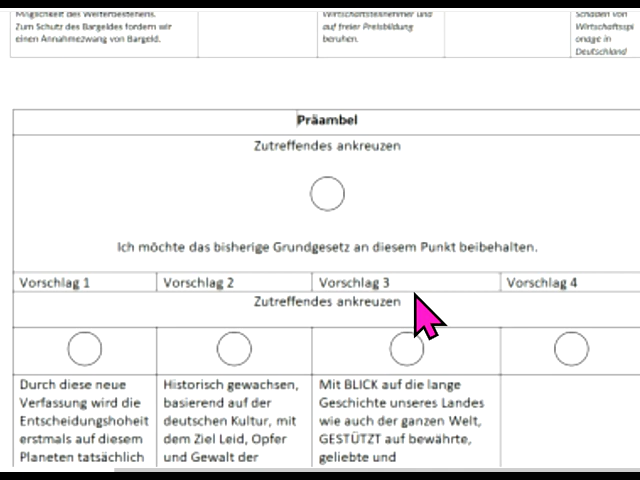 Möglichkeit des Weiterbestehens.
Zum Schutz des Bargeldes fordern wir
einen Annahmezwang von Bargeld.
Wirtschaftsteilnehmer und
auf freier Preisbildung
beruhen.
Schäden von
Wirtschaftsspi
onage in
Deutschland
Präambel
Zutreffendes ankreuzen
Ich möchte das bisherige Grundgesetz an diesem Punkt beibehalten.
Vorschlag 1 Vorschlag 2 Vorschlag 3 Vorschlag 4
Zutreffendes ankreuzen
Durch diese neue
Verfassung wird die
Entscheidungshoheit
erstmals auf diesem
Planeten tatsächlich
Historisch gewachsen,
basierend auf der
deutschen Kultur, mit
dem Ziel Leid, Opfer
und Gewalt der
Mit BLICK auf die lange
Geschichte unseres Landes
wie auch der ganzen Welt,
GESTÜTZT auf bewährte,
geliebte und